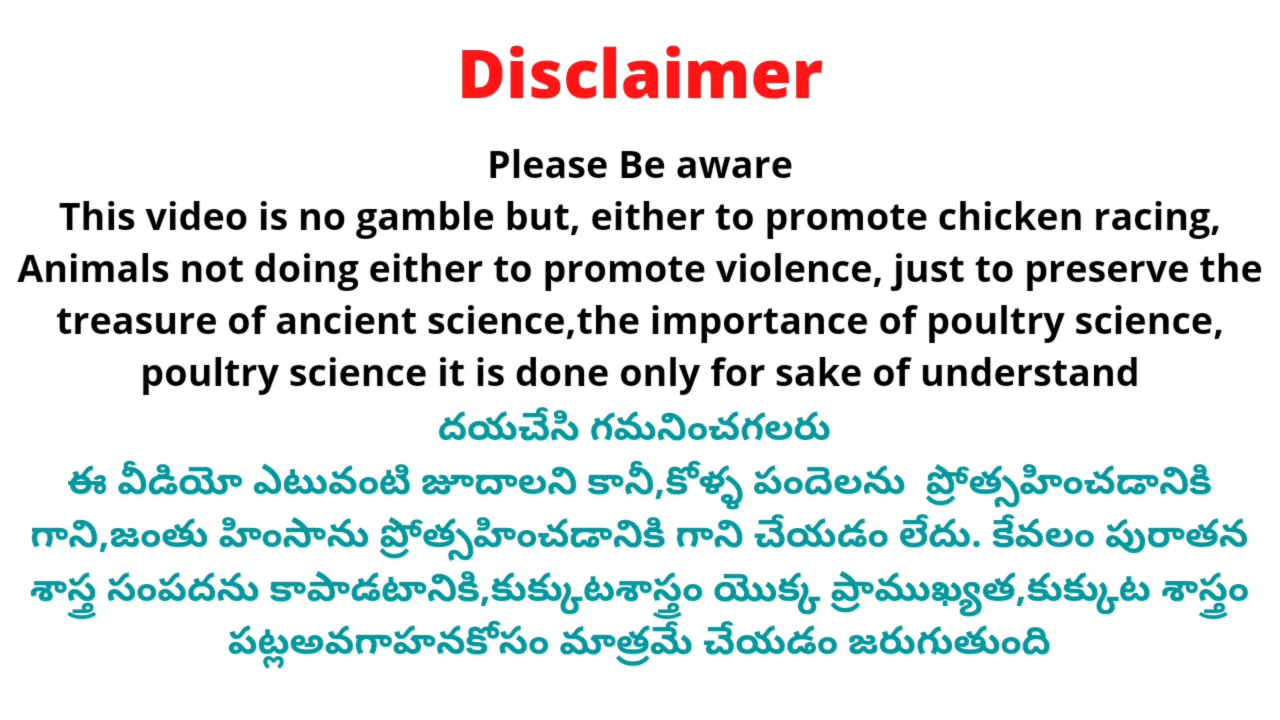 Disclaimer
Please Be aware
This video is no gamble but, either to promote chicken racing,
Animals not doing either to promote violence, just to preserve the
treasure of ancient science,the importance of poultry science,
poultry science it is done only for sake of understand
దయచేసి గమనించగలరు
ఈ వీడియో ఎటువంటి జూదాలని కానీ,కోళ్ళ పందెలను ప్రోత్సహించడానికి
గాని,జంతు హింసాను ప్రోత్సహించడానికి గాని చేయడం లేదు. కేవలం పురాతన
శాస్త్ర సంపదను కాపాడటానికి,కుక్కుటశాస్త్రం యొక్క ప్రాముఖ్యత,కుక్కుట శాస్త్రం
పట్లఅవగాహనకోసం మాత్రమే చేయడం జరుగుతుంది